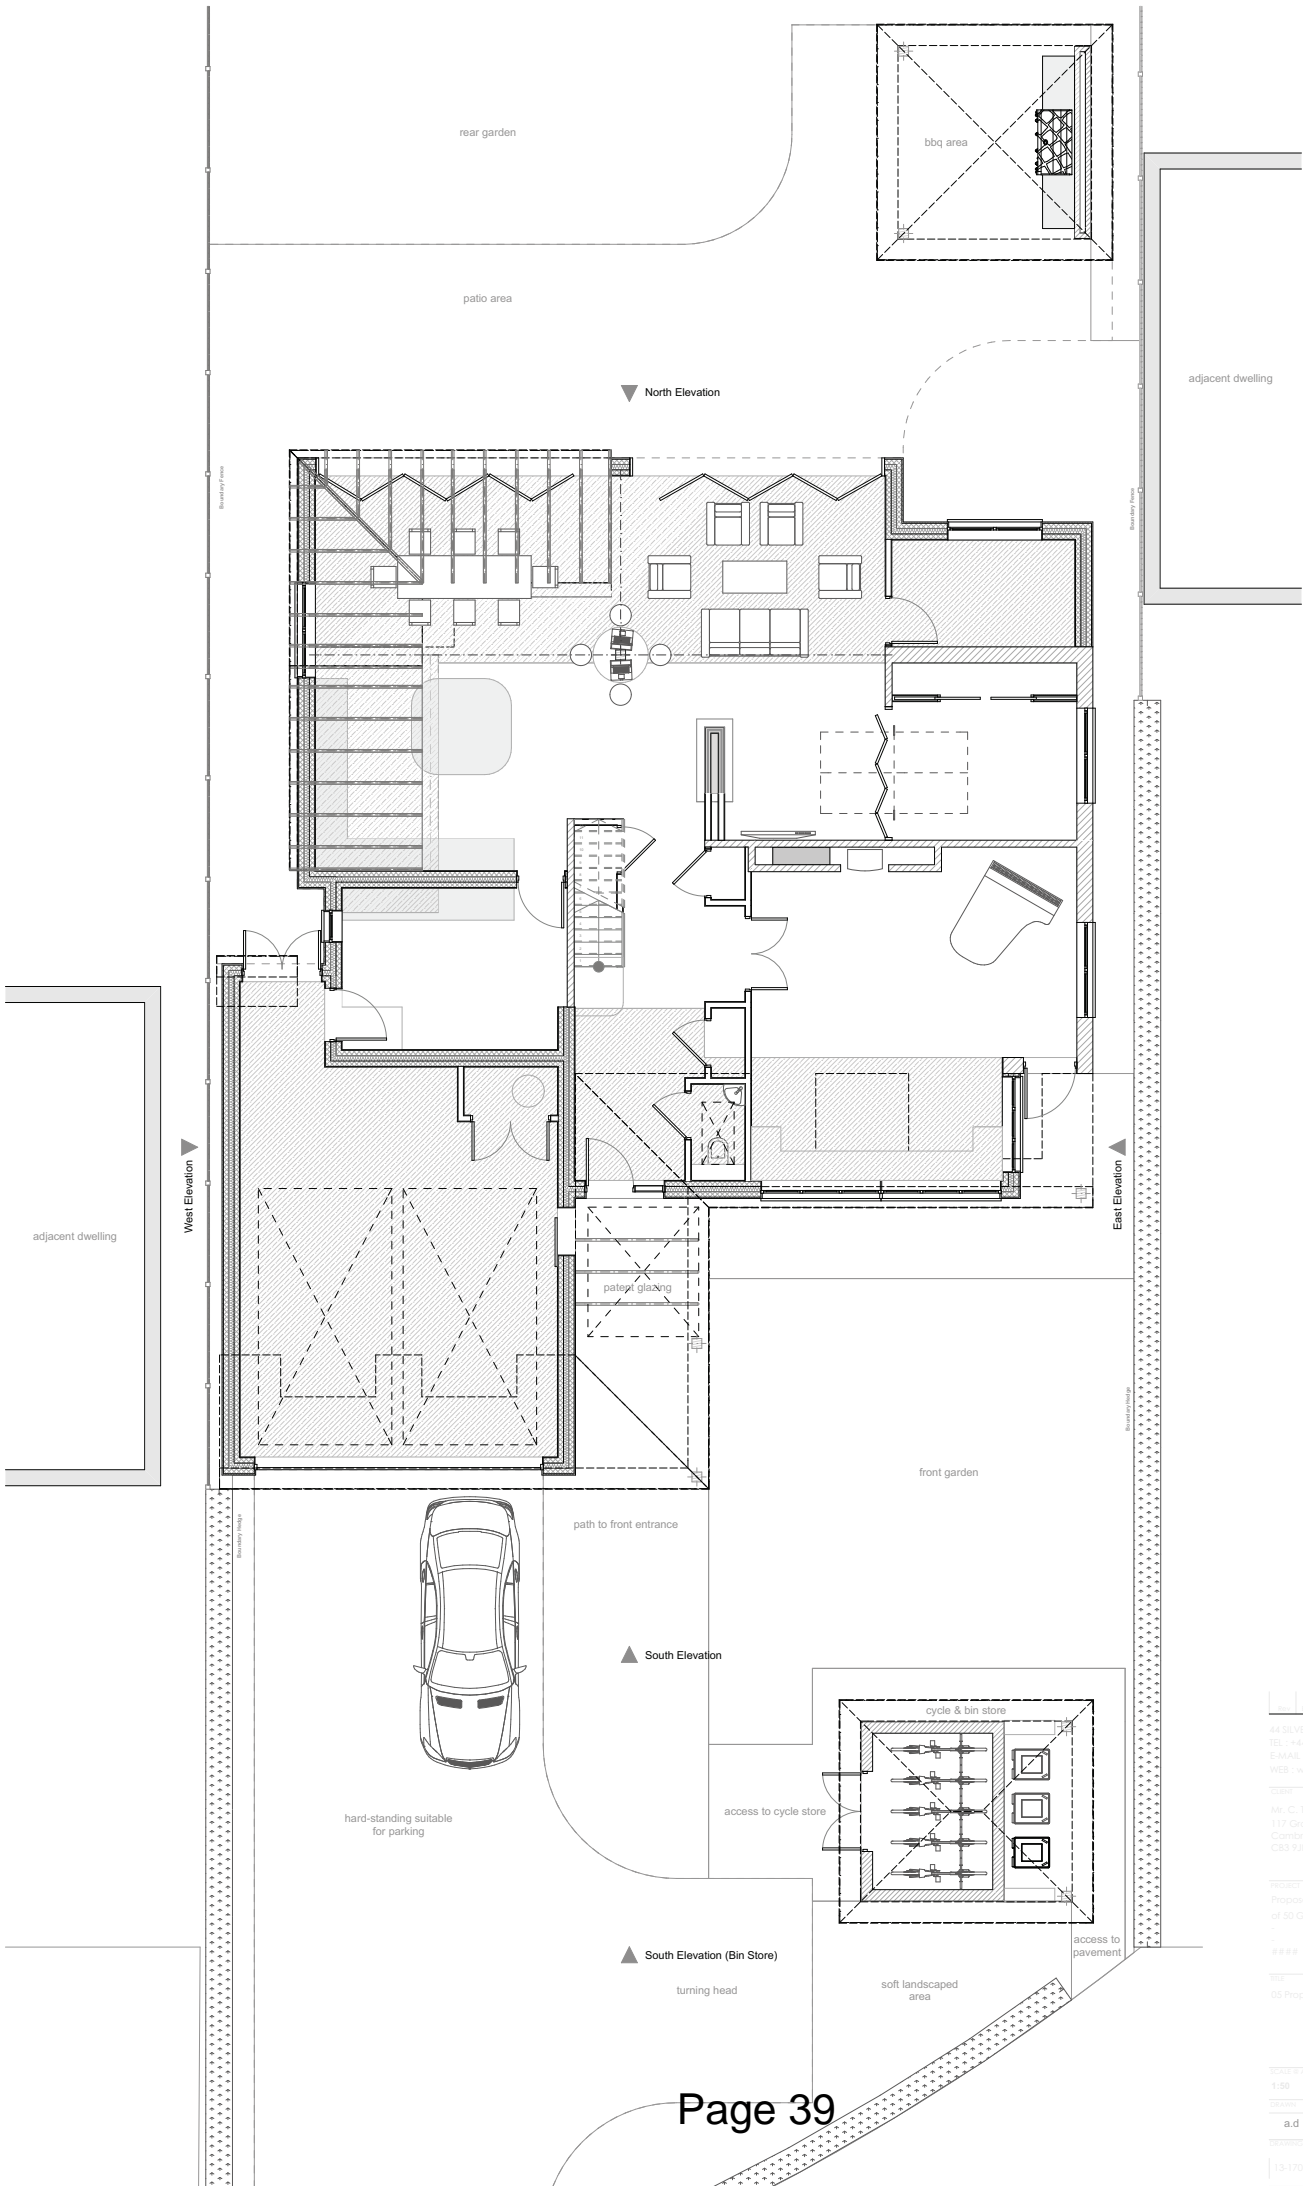 rear garden
bbq area
patio area
adjacent dwelling
North Elevation
Boundary Fence
Boundary Fence
West Elevation
East Elevation
adjacent dwelling
patent glazing
Boundary Hedge
front garden
path to front entrance
Boundary Hedge
South Elevation
cycle & bin store
access to cycle store
hard-standing suitable
for parking
access to
pavement
South Elevation (Bin Store)
turning head
soft landscaped
area
1:50
Page 39
a.d